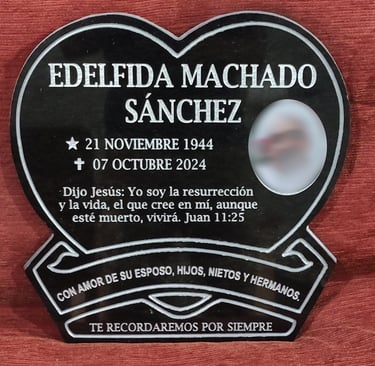 EDELFIDA MACHADO
SÁNCHEZ
★ 21 NOVIEMBRE 1944
✝ 07 OCTUBRE 2024
Dijo Jesús: Yo soy la resurrección
y la vida, el que cree en mí, aunque
esté muerto, vivirá. Juan 11:25
CON AMOR DE SU ESPOSO, HIJOS, NIETOS Y HERMANOS.
TE RECORDAREMOS POR SIEMPRE